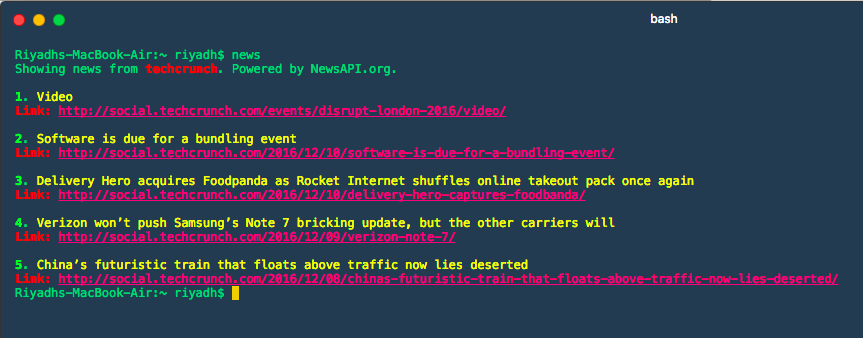 bash
Riyadhs-MacBook-Air:~ riyadh$ news
Showing news from techcrunch. Powered by NewsAPI.org.
1. Video
Link: http://social.techcrunch.com/events/disrupt-london-2016/video/
2. Software is due for a bundling event
Link: http://social.techcrunch.com/2016/12/10/software-is-due-for-a-bundling-event/
3. Delivery Hero acquires Foodpanda as Rocket Internet shuffles online takeout pack once again
Link: http://social.techcrunch.com/2016/12/10/delivery-hero-captures-foodbanda/
4. Verizon won’t push Samsung’s Note 7 bricking update, but the other carriers will
Link: http://social.techcrunch.com/2016/12/09/verizon-note-7/
5. China’s futuristic train that floats above traffic now lies deserted
Link: http://social.techcrunch.com/2016/12/08/chinas-futuristic-train-that-floats-above-traffic-now-lies-deserted/
Riyadhs-MacBook-Air:~ riyadh$